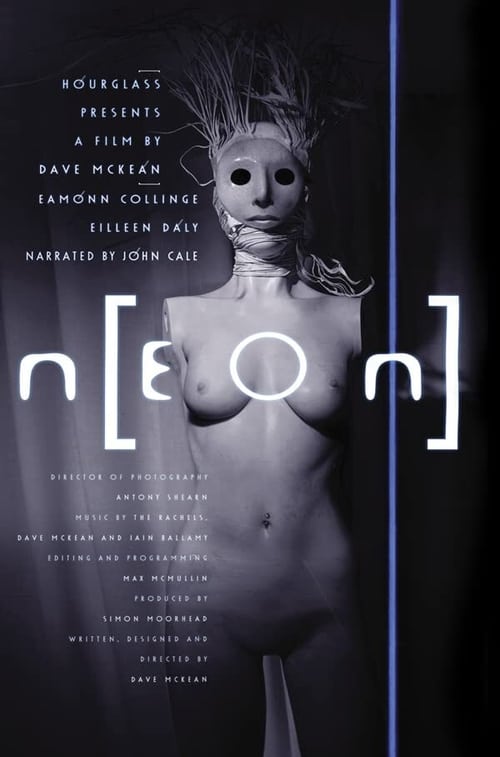 HOURGLASS
PRESENTS
A FILM BY
DAVE MCKEAN
EAMONN COLLINGE
EILLEEN DALY
NARRATED BY JOHN CALE
n[EOn]
DIRECTOR OF PHOTOGRAPHY
ANTONY SHEARN
MUSIC BY THE RACHELS,
DAVE MCKEAN AND IAIN BALLAMY
EDITING AND PROGRAMMING
MAX MCMULLIN
PRODUCED BY
SIMON MOORHEAD
WRITTEN, DESIGNED AND
DIRECTED BY
DAVE MCKEAN